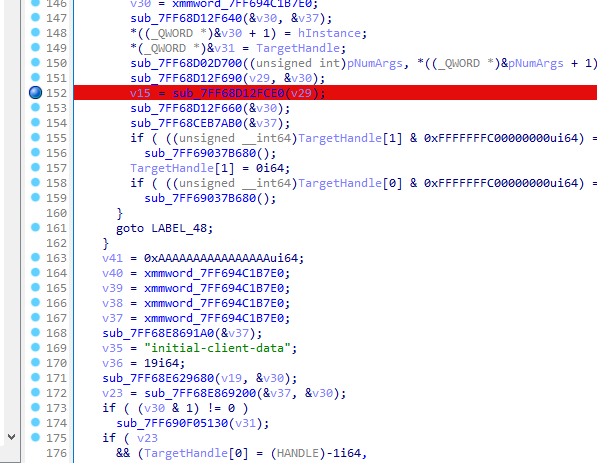 146 v30 = xmmword_7FF694C1B7E0;
147 sub_7FF68D12F640(&v30, &v37);
148 *((_QWORD *)&v30 + 1) = hInstance;
149 *(_QWORD *)&v31 = TargetHandle;
150 sub_7FF68D02D700((unsigned int)pNumArgs, *((_QWORD *)&pNumArgs + 1)
151 sub_7FF68D12F690(v29, &v30);
152 v15 = sub_7FF68D12FCE0(v29);
153 sub_7FF68D12F660(&v30);
154 sub_7FF68CEB7AB0(&v37);
155 if ( ((unsigned __int64)TargetHandle[1] & 0xFFFFFFFC00000000ui64) =
156 sub_7FF69037B680();
157 TargetHandle[1] = 0i64;
158 if ( ((unsigned __int64)TargetHandle[0] & 0xFFFFFFFC00000000ui64) =
159 sub_7FF69037B680();
160 }
161 goto LABEL_48;
162 }
163 v41 = 0xAAAAAAAAAAAAAAAAui64;
164 v40 = xmmword_7FF694C1B7E0;
165 v39 = xmmword_7FF694C1B7E0;
166 v38 = xmmword_7FF694C1B7E0;
167 v37 = xmmword_7FF694C1B7E0;
168 sub_7FF68E8691A0(&v37);
169 v35 = "initial-client-data";
170 v36 = 19i64;
171 sub_7FF68E629680(v19, &v30);
172 v23 = sub_7FF68E869200(&v37, &v30);
173 if ( (v30 & 1) != 0 )
174 sub_7FF690F05130(v31);
175 if ( v23
176 && (TargetHandle[0] = (HANDLE)-1i64,